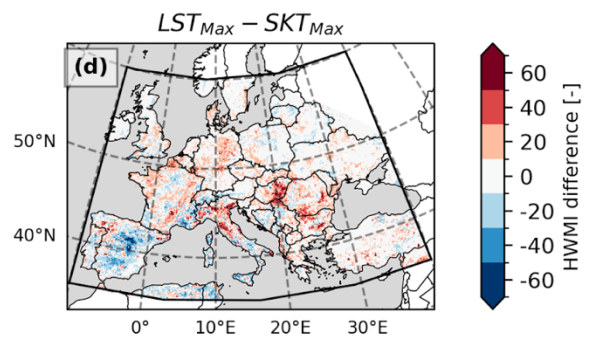 LST_Max − SKT_Max
(d)
50°N
40°N
0°
10°E
20°E
30°E
60
40
20
0
-20
-40
-60
HWMI difference [-]